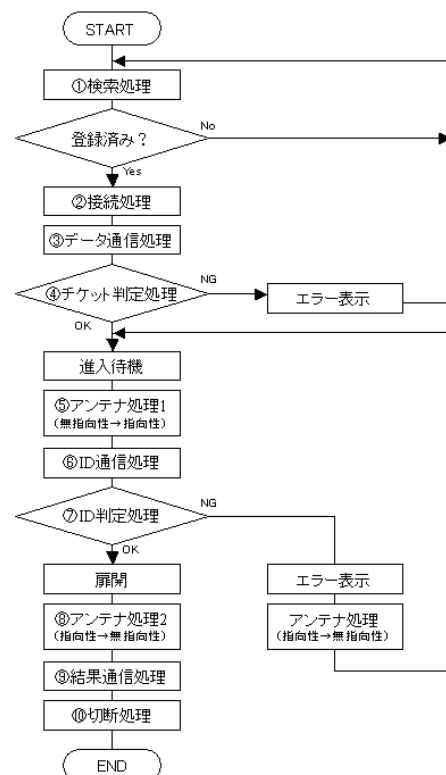 START
①検索処理
登録済み？
No
Yes
②接続処理
③データ通信処理
④チケット判定処理
NG
エラー表示
OK
進入待機
⑤アンテナ処理1
(無指向性→指向性)
⑥ID通信処理
⑦ID判定処理
NG
OK
扉開
エラー表示
⑧アンテナ処理2
(指向性→無指向性)
アンテナ処理
(指向性→無指向性)
⑨結果通信処理
⑩切断処理
END